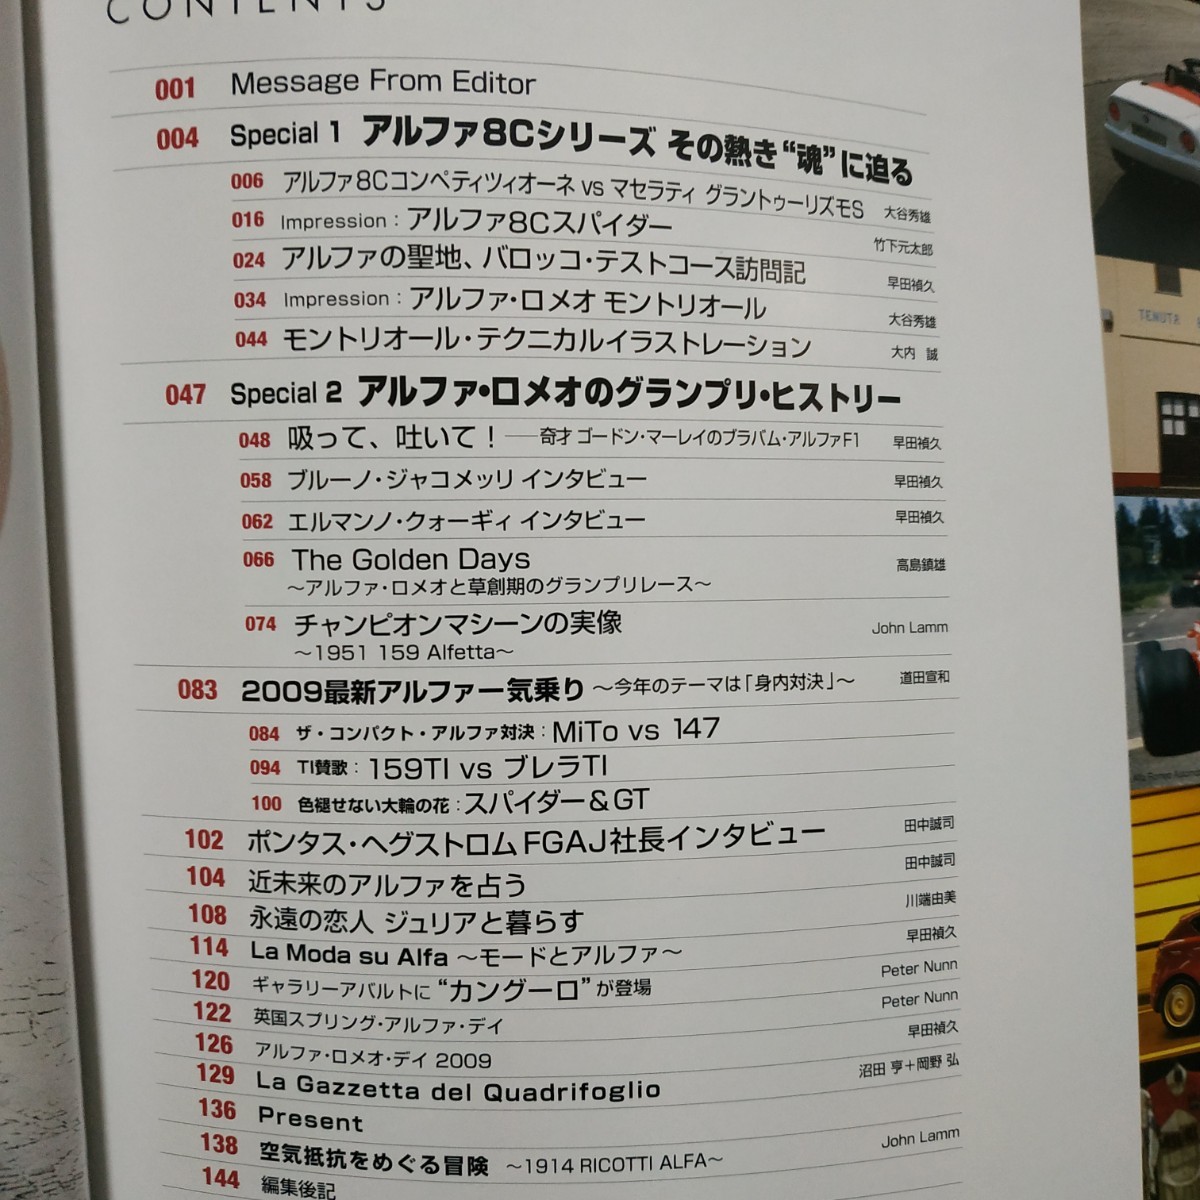 CONTENTS
001 Message From Editor
004 Special 1 アルファ8Cシリーズ その熱き“魂”に迫る
006 アルファ8Cコンペティツィオーネ vs マセラティ グラントゥーリズモS 大谷秀雄
016 Impression：アルファ8Cスパイダー 竹下元太郎
024 アルファの聖地、バロッコ・テストコース訪問記 早田禎久
034 Impression：アルファ・ロメオ モントリオール 大谷秀雄
044 モントリオール・テクニカルイラストレーション 大内 誠
047 Special 2 アルファ・ロメオのグランプリ・ヒストリー
048 吸って、吐いて！――奇才 ゴードン・マーレイのブラバム・アルファF1 早田禎久
058 ブルーノ・ジャコメッリ インタビュー 早田禎久
062 エルマンノ・クォーギィ インタビュー 早田禎久
066 The Golden Days 高島鎮雄
～アルファ・ロメオと草創期のグランプリレース～
074 チャンピオンマシーンの実像 John Lamm
～1951 159 Alfetta～
083 2009最新アルファ一気乗り ～今年のテーマは「身内対決」～ 道田宣和
084 ザ・コンパクト・アルファ対決：MiTo vs 147
094 TI賛歌：159TI vs ブレラTI
100 色褪せない大輪の花：スパイダー＆GT
102 ポンタス・ヘグストロムFGAJ社長インタビュー 田中誠司
104 近未来のアルファを占う 田中誠司
108 永遠の恋人 ジュリアと暮らす 川端由美
114 La Moda su Alfa ～モードとアルファ～ 早田禎久
120 ギャラリーアバルトに“カングーロ”が登場 Peter Nunn
122 英国スプリング・アルファ・デイ Peter Nunn
126 アルファ・ロメオ・デイ 2009 早田禎久
129 La Gazzetta del Quadrifoglio 沼田 亨＋岡野 弘
136 Present
138 空気抵抗をめぐる冒険 ～1914 RICOTTI ALFA～ John Lamm
144 編集後記
TENUTA